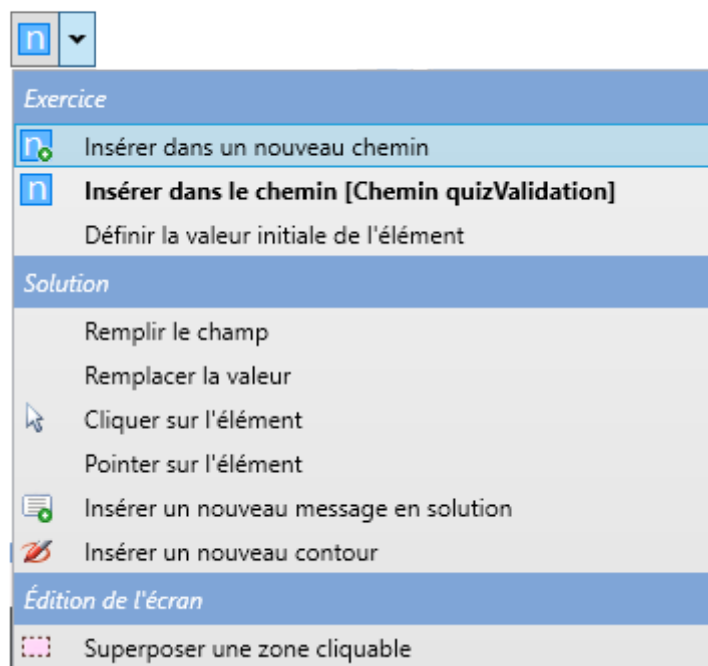 n
Exercice
n
Insérer dans un nouveau chemin
n
Insérer dans le chemin [Chemin quizValidation]
Définir la valeur initiale de l'élément
Solution
Remplir le champ
Remplacer la valeur
Cliquer sur l'élément
Pointer sur l'élément
Insérer un nouveau message en solution
Insérer un nouveau contour
Édition de l'écran
Superposer une zone cliquable